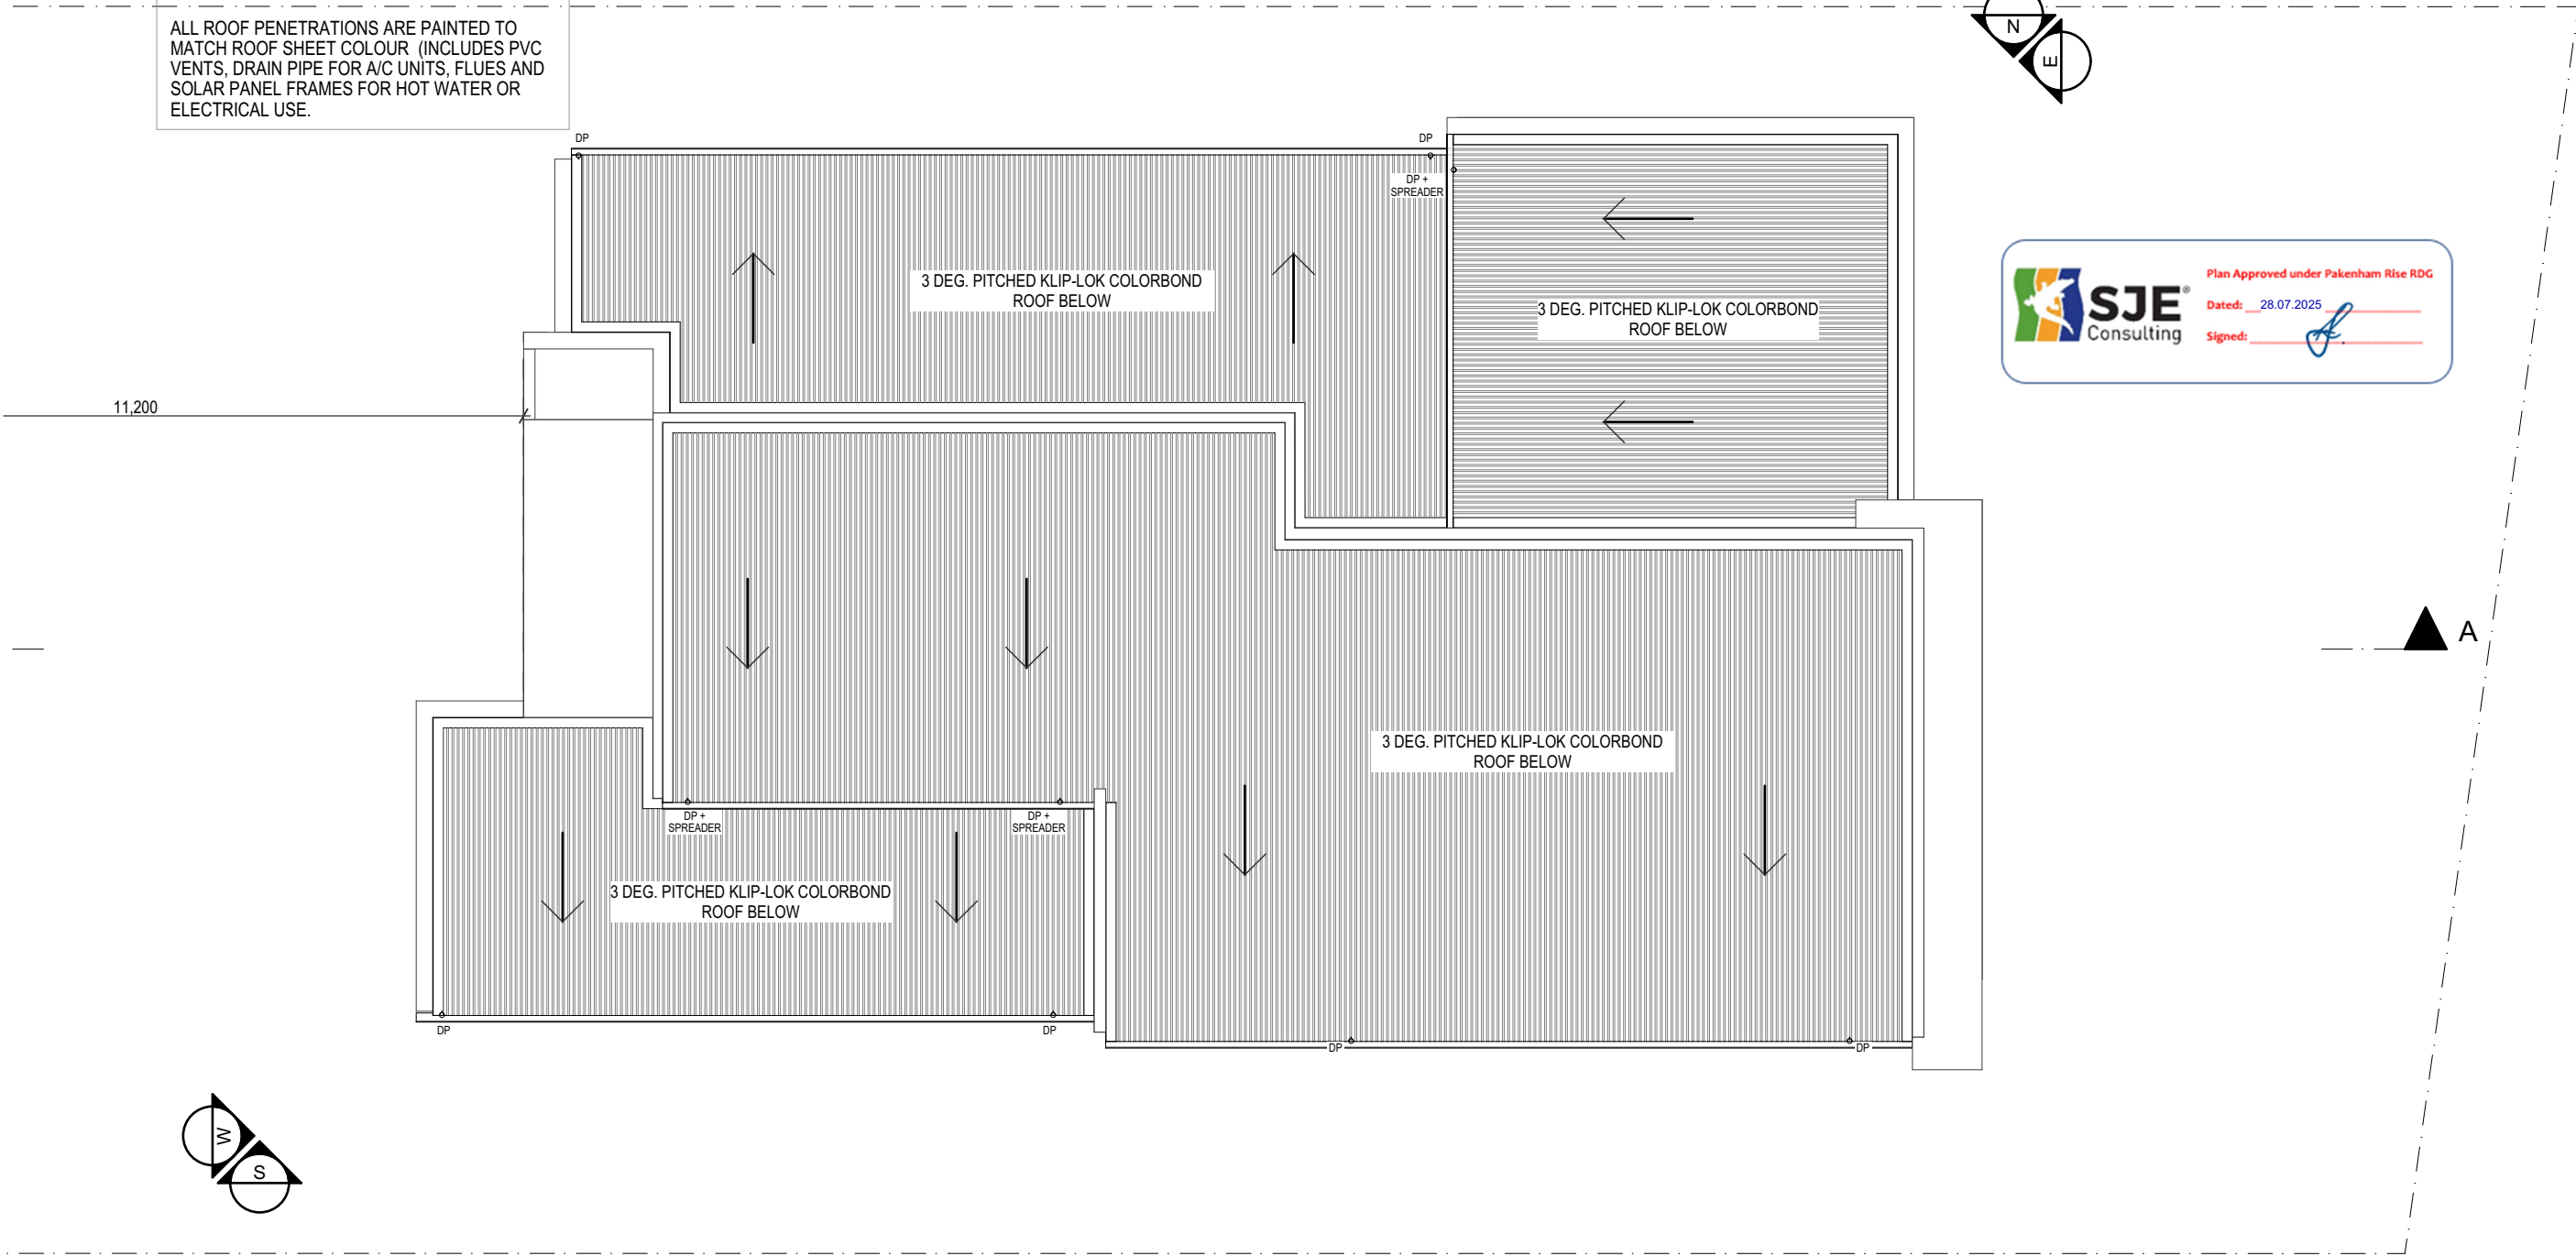 ALL ROOF PENETRATIONS ARE PAINTED TO
MATCH ROOF SHEET COLOUR (INCLUDES PVC
VENTS, DRAIN PIPE FOR A/C UNITS, FLUES AND
SOLAR PANEL FRAMES FOR HOT WATER OR
ELECTRICAL USE.
N
E
DP
DP
DP +
SPREADER
3 DEG. PITCHED KLIP-LOK COLORBOND
ROOF BELOW
3 DEG. PITCHED KLIP-LOK COLORBOND
ROOF BELOW
SJE®
Consulting
Plan Approved under Pakenham Rise RDG
Dated: 28.07.2025
Signed:
11,200
A
3 DEG. PITCHED KLIP-LOK COLORBOND
ROOF BELOW
DP +
SPREADER
DP +
SPREADER
3 DEG. PITCHED KLIP-LOK COLORBOND
ROOF BELOW
DP
DP
DP
DP
W
S